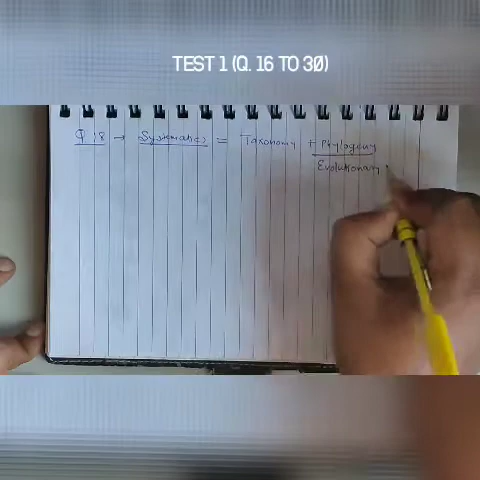 TEST 1 (Q. 16 TO 30)
Q 18 → Systematics = Taxonomy + Phylogeny
Evolutionary